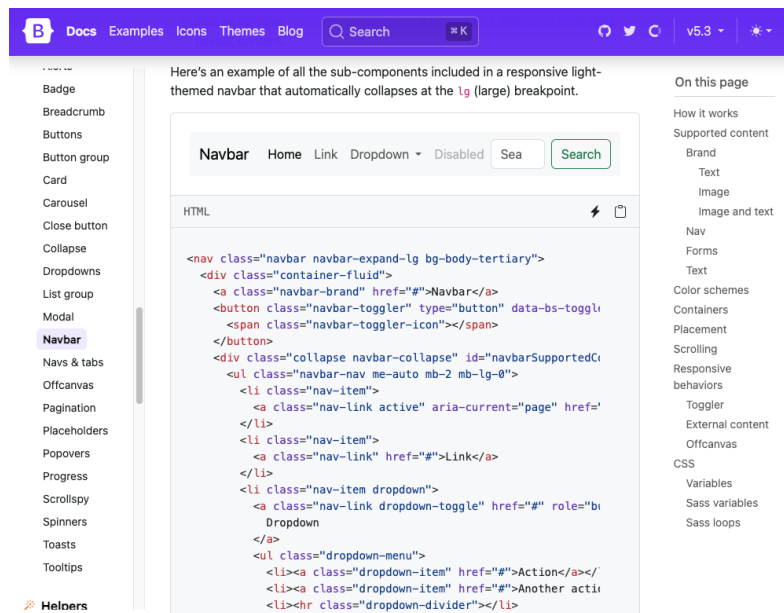 B Docs Examples Icons Themes Blog Search ⌘K v5.3
Badge
Breadcrumb
Buttons
Button group
Card
Carousel
Close button
Collapse
Dropdowns
List group
Modal
Navbar
Navs & tabs
Offcanvas
Pagination
Placeholders
Popovers
Progress
Scrollspy
Spinners
Toasts
Tooltips
Helpers
Here's an example of all the sub-components included in a responsive light-
themed navbar that automatically collapses at the lg (large) breakpoint.
Navbar Home Link Dropdown Disabled Sea Search
HTML
<nav class="navbar navbar-expand-lg bg-body-tertiary">
<div class="container-fluid">
<a class="navbar-brand" href="#">Navbar</a>
<button class="navbar-toggler" type="button" data-bs-toggle
<span class="navbar-toggler-icon"></span>
</button>
<div class="collapse navbar-collapse" id="navbarSupportedCo
<ul class="navbar-nav me-auto mb-2 mb-lg-0">
<li class="nav-item">
<a class="nav-link active" aria-current="page" href="
</li>
<li class="nav-item">
<a class="nav-link" href="#">Link</a>
</li>
<li class="nav-item dropdown">
<a class="nav-link dropdown-toggle" href="#" role="bu
Dropdown
</a>
<ul class="dropdown-menu">
<li><a class="dropdown-item" href="#">Action</a></
<li><a class="dropdown-item" href="#">Another actio
<li><hr class="dropdown-divider"></li>
On this page
How it works
Supported content
Brand
Text
Image
Image and text
Nav
Forms
Text
Color schemes
Containers
Placement
Scrolling
Responsive
behaviors
Toggler
External content
Offcanvas
CSS
Variables
Sass variables
Sass loops